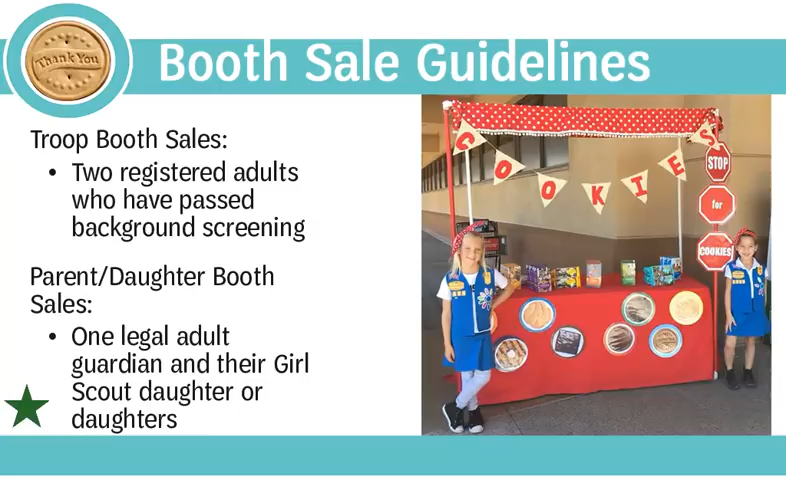 Thank You
Booth Sale Guidelines
Troop Booth Sales:
• Two registered adults
who have passed
background screening
Parent/Daughter Booth
Sales:
• One legal adult
guardian and their Girl
Scout daughter or
daughters
COOKIES
STOP
for
COOKIES